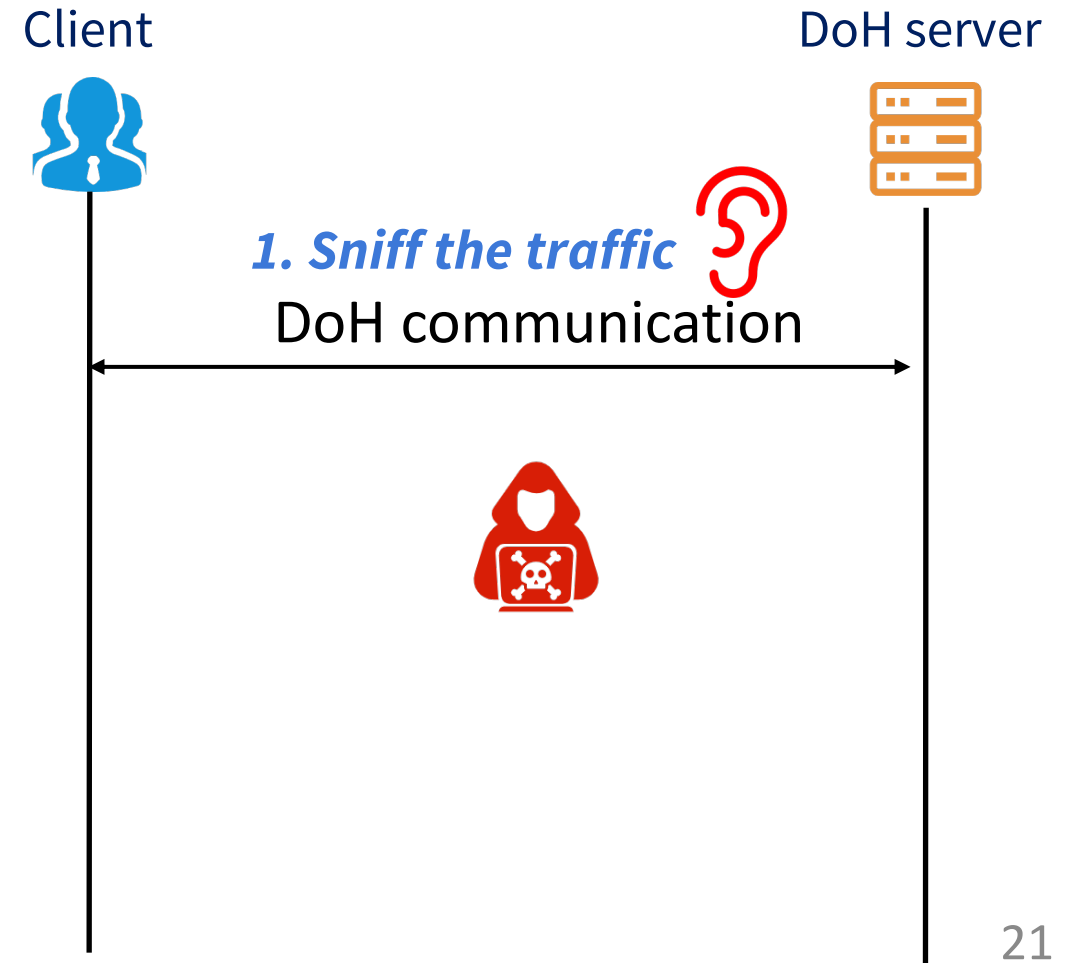 Client
DoH server
1. Sniff the traffic
DoH communication
21